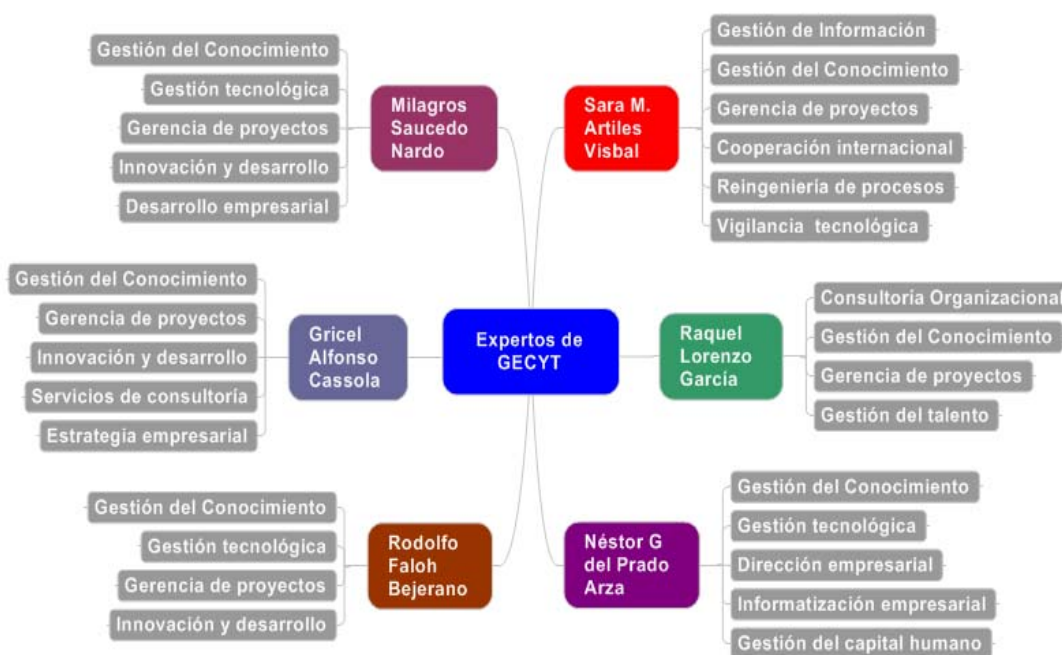 Gestión del Conocimiento
Gestión tecnológica
Gerencia de proyectos
Innovación y desarrollo
Desarrollo empresarial
Milagros
Saucedo
Nardo
Sara M.
Artiles
Visbal
Gestión de Información
Gestión del Conocimiento
Gerencia de proyectos
Cooperación internacional
Reingeniería de procesos
Vigilancia tecnológica
Gestión del Conocimiento
Gerencia de proyectos
Innovación y desarrollo
Servicios de consultoría
Estrategia empresarial
Gricel
Alfonso
Cassola
Expertos de
GECYT
Raquel
Lorenzo
García
Consultoría Organizacional
Gestión del Conocimiento
Gerencia de proyectos
Gestión del talento
Gestión del Conocimiento
Gestión tecnológica
Gerencia de proyectos
Innovación y desarrollo
Rodolfo
Faloh
Bejerano
Néstor G
del Prado
Arza
Gestión del Conocimiento
Gestión tecnológica
Dirección empresarial
Informatización empresarial
Gestión del capital humano